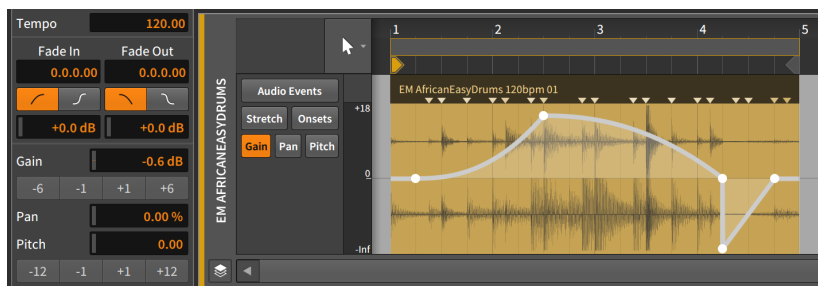 Tempo 120.00
Fade In Fade Out
0.0.0.00 0.0.0.00
+0.0 dB +0.0 dB
Gain -0.6 dB
-6 -1 +1 +6
Pan 0.00 %
Pitch 0.00
-12 -1 +1 +12
EM AFRICANEASYDRUMS
Audio Events
Stretch Onsets
Gain Pan Pitch
+18
0
-Inf
1 2 3 4 5
EM AfricanEasyDrums 120bpm 01